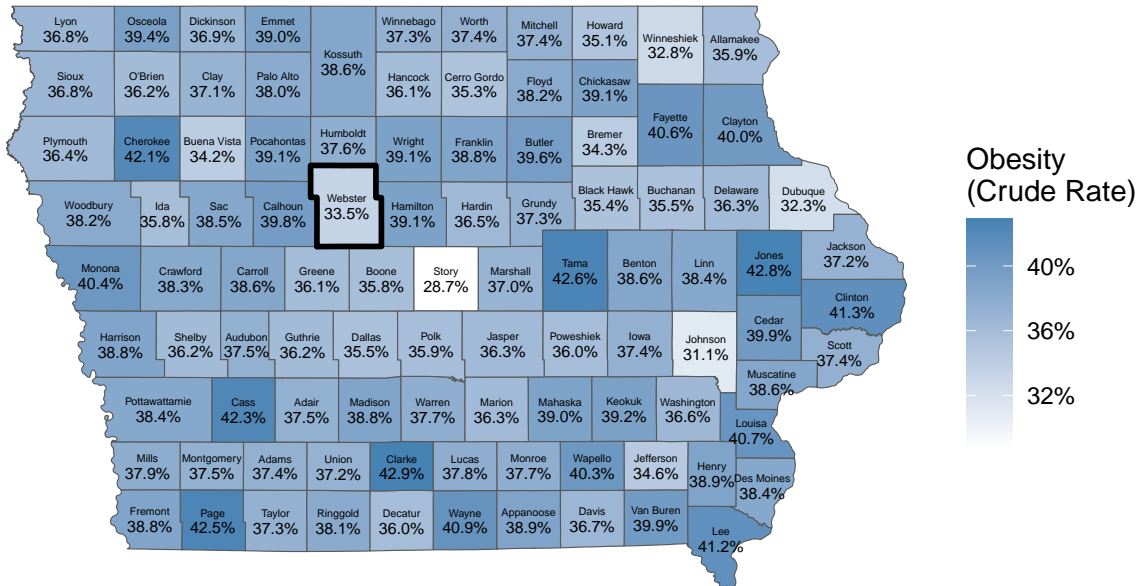 Lyon
36.8%
Osceola
39.4%
Dickinson
36.9%
Emmet
39.0%
Winnebago
37.3%
Worth
37.4%
Mitchell
37.4%
Howard
35.1%
Winneshiek
32.8%
Allamakee
35.9%
Kossuth
38.6%
Sioux
36.8%
O'Brien
36.2%
Clay
37.1%
Palo Alto
38.0%
Hancock
36.1%
Cerro Gordo
35.3%
Floyd
38.2%
Chickasaw
39.1%
Fayette
40.6%
Clayton
40.0%
Plymouth
36.4%
Cherokee
42.1%
Buena Vista
34.2%
Pocahontas
39.1%
Humboldt
37.6%
Wright
39.1%
Franklin
38.8%
Butler
39.6%
Bremer
34.3%
Woodbury
38.2%
Ida
35.8%
Sac
38.5%
Calhoun
39.8%
Webster
33.5%
Hamilton
39.1%
Hardin
36.5%
Grundy
37.3%
Black Hawk
35.4%
Buchanan
35.5%
Delaware
36.3%
Dubuque
32.3%
Monona
40.4%
Crawford
38.3%
Carroll
38.6%
Greene
36.1%
Boone
35.8%
Story
28.7%
Marshall
37.0%
Tama
42.6%
Benton
38.6%
Linn
38.4%
Jones
42.8%
Jackson
37.2%
Clinton
41.3%
Harrison
38.8%
Shelby
36.2%
Audubon
37.5%
Guthrie
36.2%
Dallas
35.5%
Polk
35.9%
Jasper
36.3%
Poweshiek
36.0%
Iowa
37.4%
Johnson
31.1%
Cedar
39.9%
Scott
37.4%
Muscatine
38.6%
Pottawattamie
38.4%
Cass
42.3%
Adair
37.5%
Madison
38.8%
Warren
37.7%
Marion
36.3%
Mahaska
39.0%
Keokuk
39.2%
Washington
36.6%
Louisa
40.7%
Mills
37.9%
Montgomery
37.5%
Adams
37.4%
Union
37.2%
Clarke
42.9%
Lucas
37.8%
Monroe
37.7%
Wapello
40.3%
Jefferson
34.6%
Henry
38.9%
Des Moines
38.4%
Fremont
38.8%
Page
42.5%
Taylor
37.3%
Ringgold
38.1%
Decatur
36.0%
Wayne
40.9%
Appanoose
38.9%
Davis
36.7%
Van Buren
39.9%
Lee
41.2%
Obesity
(Crude Rate)
40%
36%
32%